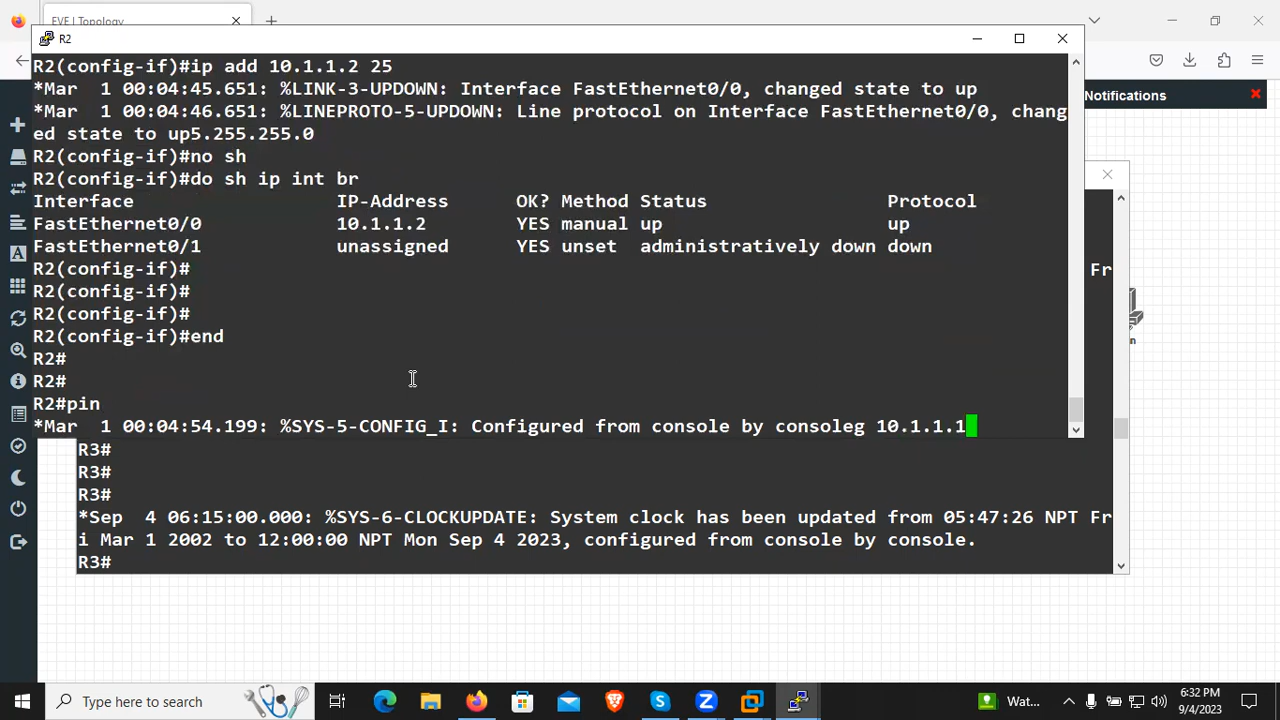 EVE | Topology
R2
R2(config-if)#ip add 10.1.1.2 25
*Mar  1 00:04:45.651: %LINK-3-UPDOWN: Interface FastEthernet0/0, changed state to up
*Mar  1 00:04:46.651: %LINEPROTO-5-UPDOWN: Line protocol on Interface FastEthernet0/0, chang
ed state to up5.255.255.0
R2(config-if)#no sh
R2(config-if)#do sh ip int br
Interface                  IP-Address      OK? Method Status                Protocol
FastEthernet0/0            10.1.1.2        YES manual up                    up
FastEthernet0/1            unassigned      YES unset  administratively down down
R2(config-if)#
R2(config-if)#
R2(config-if)#
R2(config-if)#end
R2#
R2#
R2#pin
*Mar  1 00:04:54.199: %SYS-5-CONFIG_I: Configured from console by consoleg 10.1.1.1
Notifications
Fr
n
R3#
R3#
R3#
*Sep  4 06:15:00.000: %SYS-6-CLOCKUPDATE: System clock has been updated from 05:47:26 NPT Fr
i Mar 1 2002 to 12:00:00 NPT Mon Sep 4 2023, configured from console by console.
R3#
Type here to search
Wat...
6:32 PM
9/4/2023